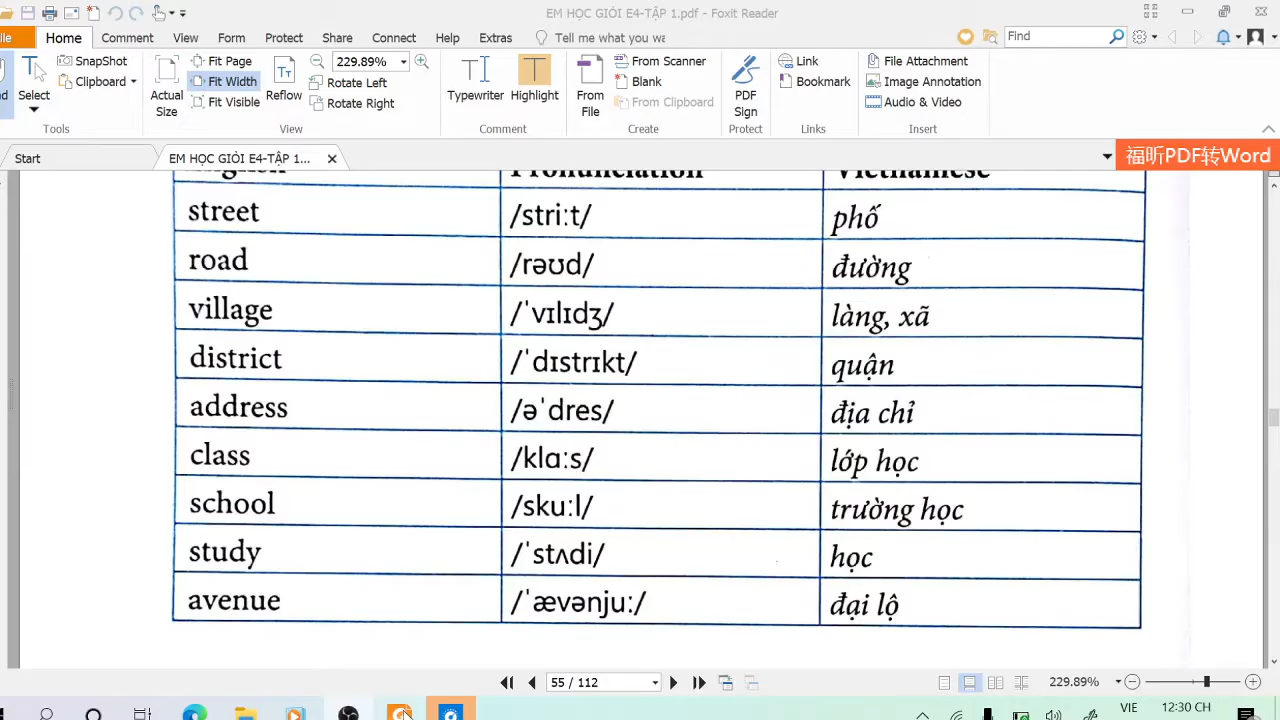 EM HỌC GIỎI E4-TẬP 1.pdf - Foxit Reader
File Home Comment View Form Protect Share Connect Help Extras Tell me what you wa Find
Select
SnapShot
Clipboard
Tools
Actual Size
Fit Page
Fit Width
Fit Visible
Reflow
229.89%
Rotate Left
Rotate Right
View
Typewriter Highlight
Comment
From File
From Scanner
Blank
From Clipboard
Create
PDF Sign
Protect
Link
Bookmark
Links
File Attachment
Image Annotation
Audio & Video
Insert
Start EM HỌC GIỎI E4-TẬP 1... 福昕PDF转Word
English Pronunciation Vietnamese
street /striːt/ phố
road /rəʊd/ đường
village /ˈvɪlɪdʒ/ làng, xã
district /ˈdɪstrɪkt/ quận
address /əˈdres/ địa chỉ
class /klɑːs/ lớp học
school /skuːl/ trường học
study /ˈstʌdi/ học
avenue /ˈævənjuː/ đại lộ
55 / 112 229.89%
VIE 12:30 CH